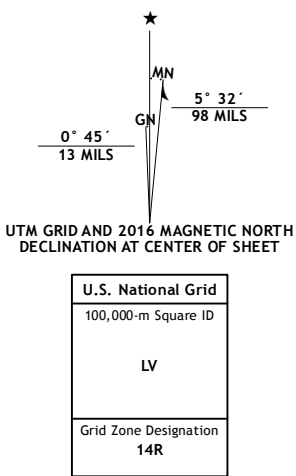 MN
5° 32´
98 MILS
GN
0° 45´
13 MILS
UTM GRID AND 2016 MAGNETIC NORTH
DECLINATION AT CENTER OF SHEET
U.S. National Grid
100,000-m Square ID
LV
Grid Zone Designation
14R